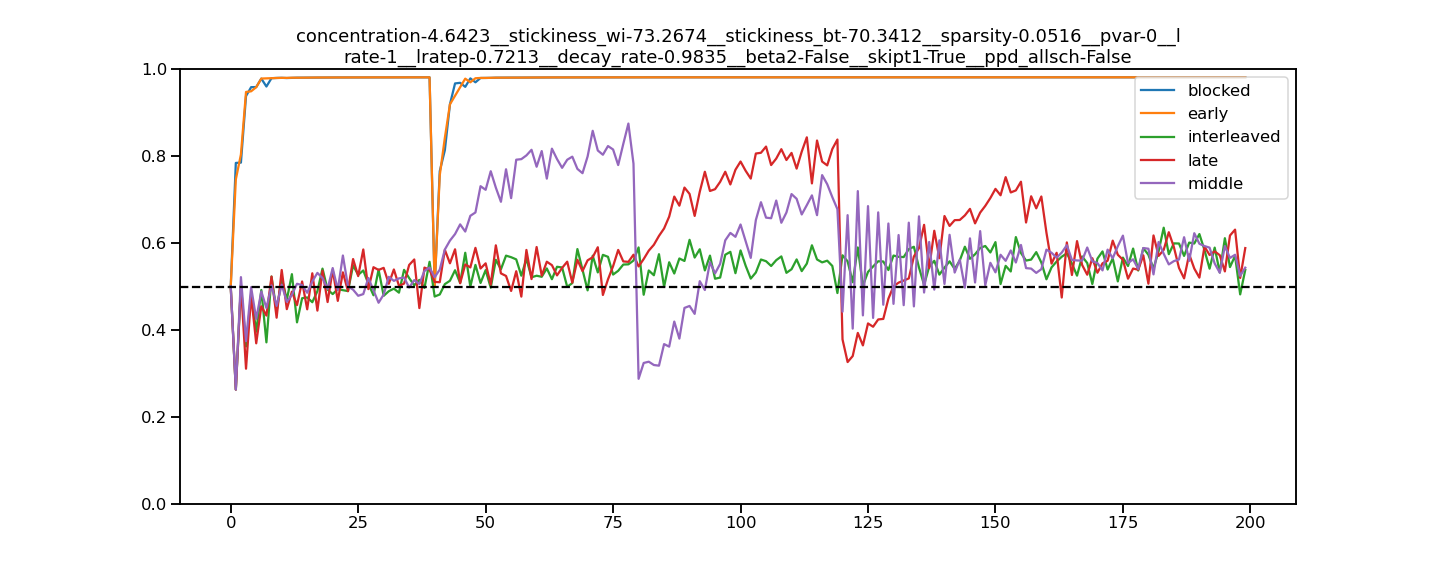 concentration-4.6423__stickiness_wi-73.2674__stickiness_bt-70.3412__sparsity-0.0516__pvar-0__l
rate-1__lratep-0.7213__decay_rate-0.9835__beta2-False__skipt1-True__ppd_allsch-False
1.0
0.8
0.6
0.4
0.2
0.0
0 25 50 75 100 125 150 175 200
blocked
early
interleaved
late
middle